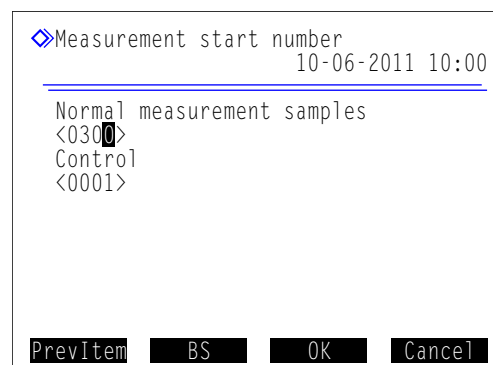 Measurement start number
10-06-2011 10:00
Normal measurement samples
<0300>
Control
<0001>
PrevItem BS OK Cancel